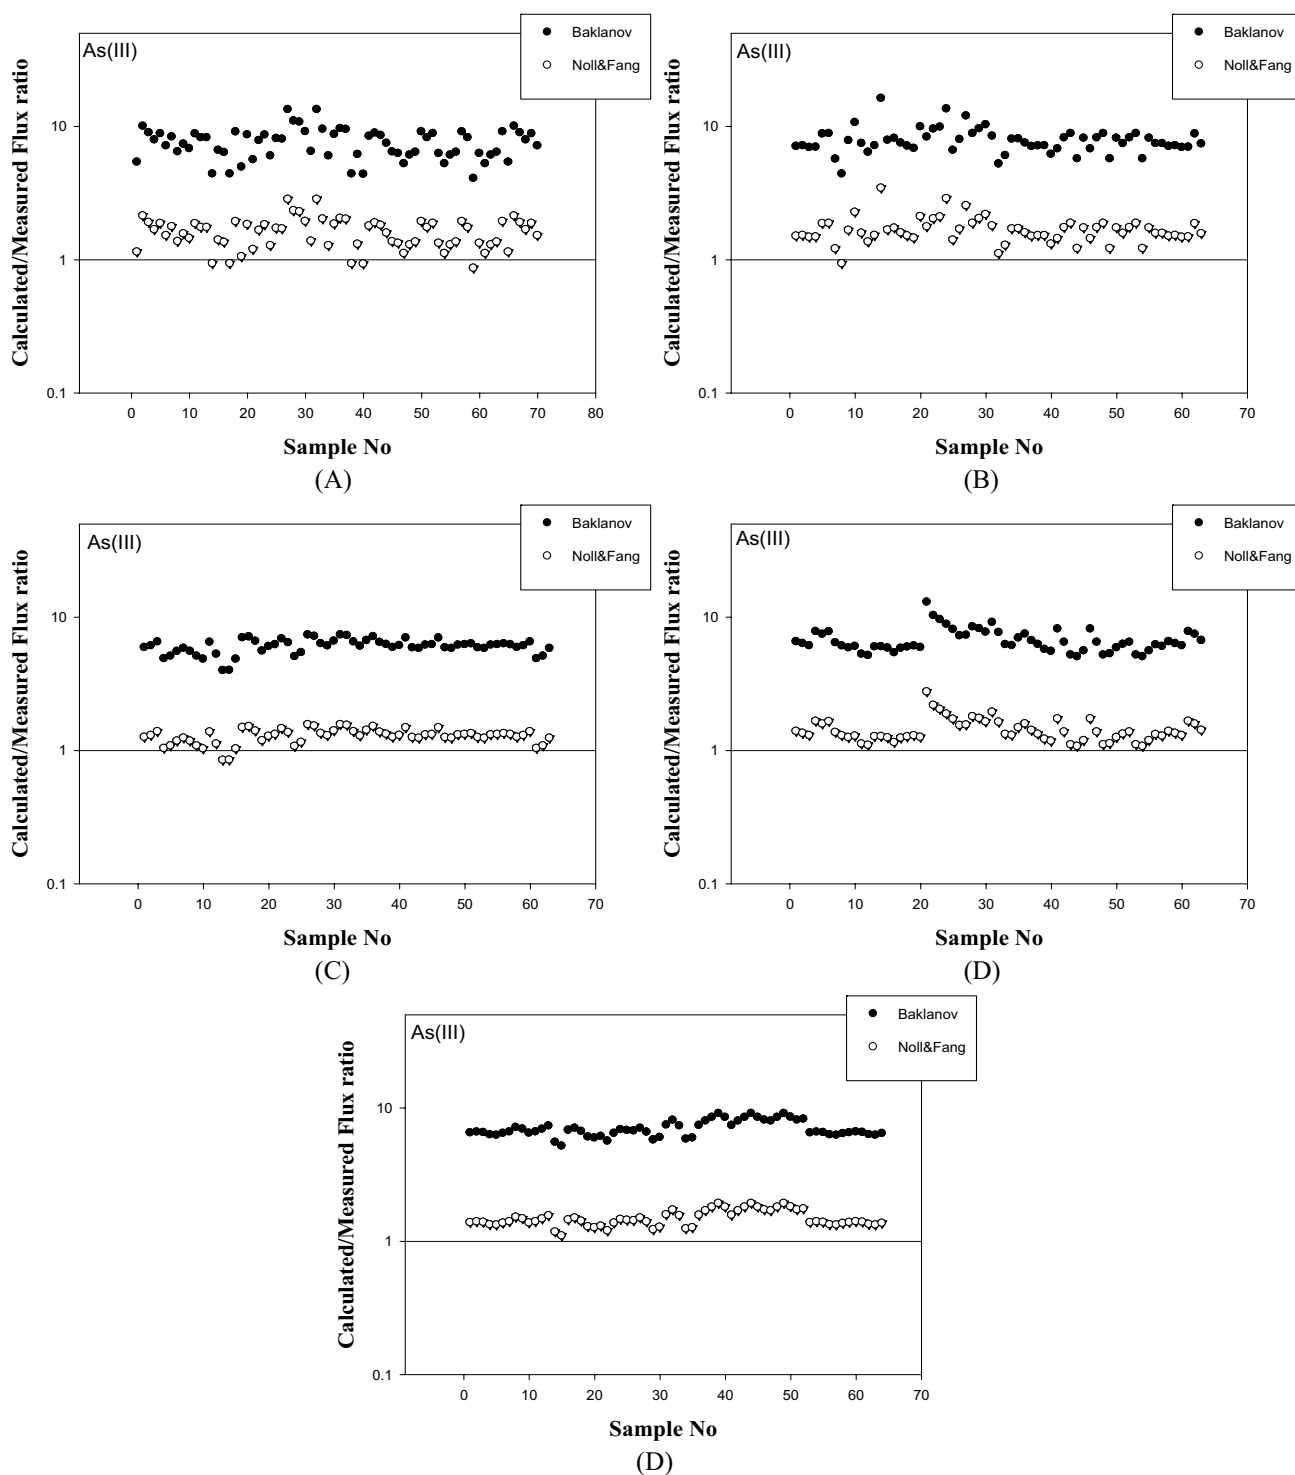 As(III)
Baklanov
Noll&Fang
Calculated/Measured Flux ratio
10
1
0.1
0 10 20 30 40 50 60 70 80
Sample No
(A)
As(III)
Baklanov
Noll&Fang
Calculated/Measured Flux ratio
10
1
0.1
0 10 20 30 40 50 60 70
Sample No
(B)
As(III)
Baklanov
Noll&Fang
Calculated/Measured Flux ratio
10
1
0.1
0 10 20 30 40 50 60 70
Sample No
(C)
As(III)
Baklanov
Noll&Fang
Calculated/Measured Flux ratio
10
1
0.1
0 10 20 30 40 50 60 70
Sample No
(D)
As(III)
Baklanov
Noll&Fang
Calculated/Measured Flux ratio
10
1
0.1
0 10 20 30 40 50 60 70
Sample No
(D)